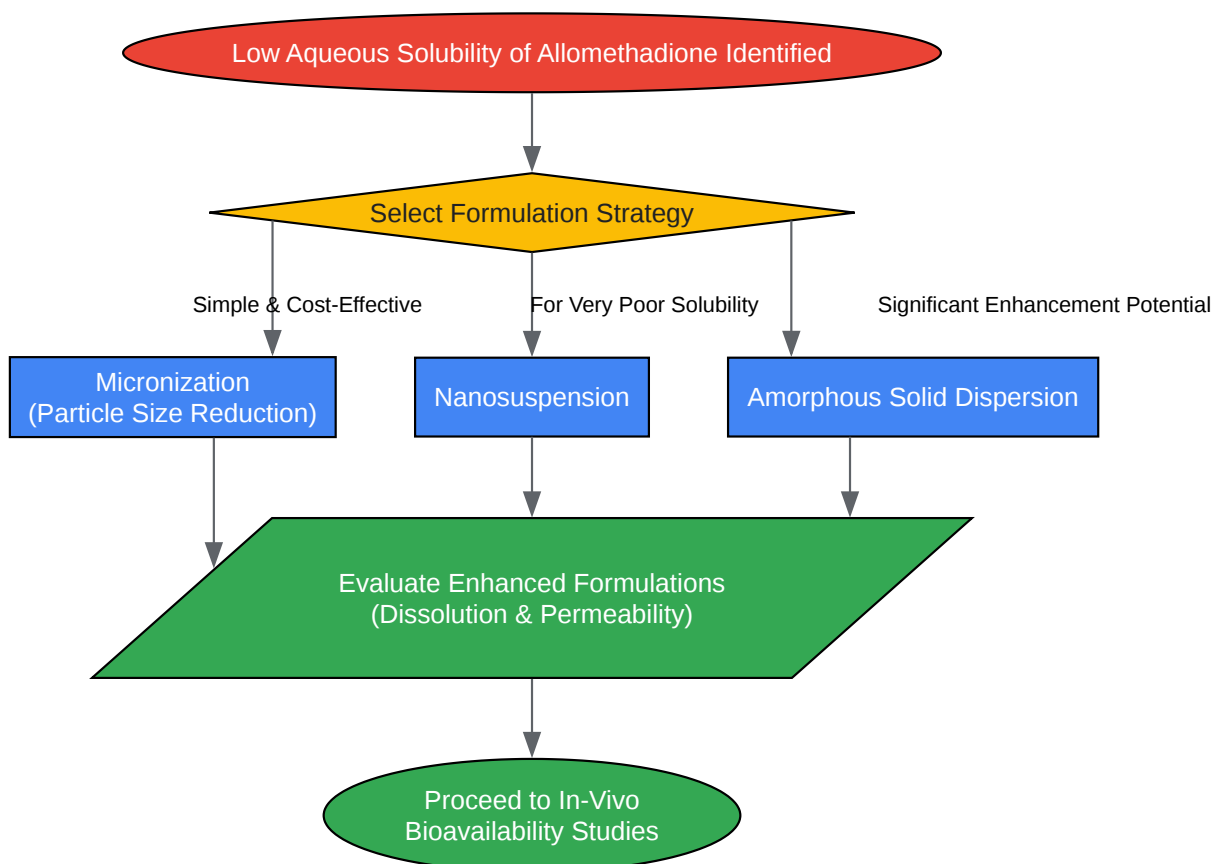 Low Aqueous Solubility of Allomethadione Identified
Select Formulation Strategy
Simple & Cost-Effective
For Very Poor Solubility
Significant Enhancement Potential
Micronization
(Particle Size Reduction)
Nanosuspension
Amorphous Solid Dispersion
Evaluate Enhanced Formulations
(Dissolution & Permeability)
Proceed to In-Vivo
Bioavailability Studies